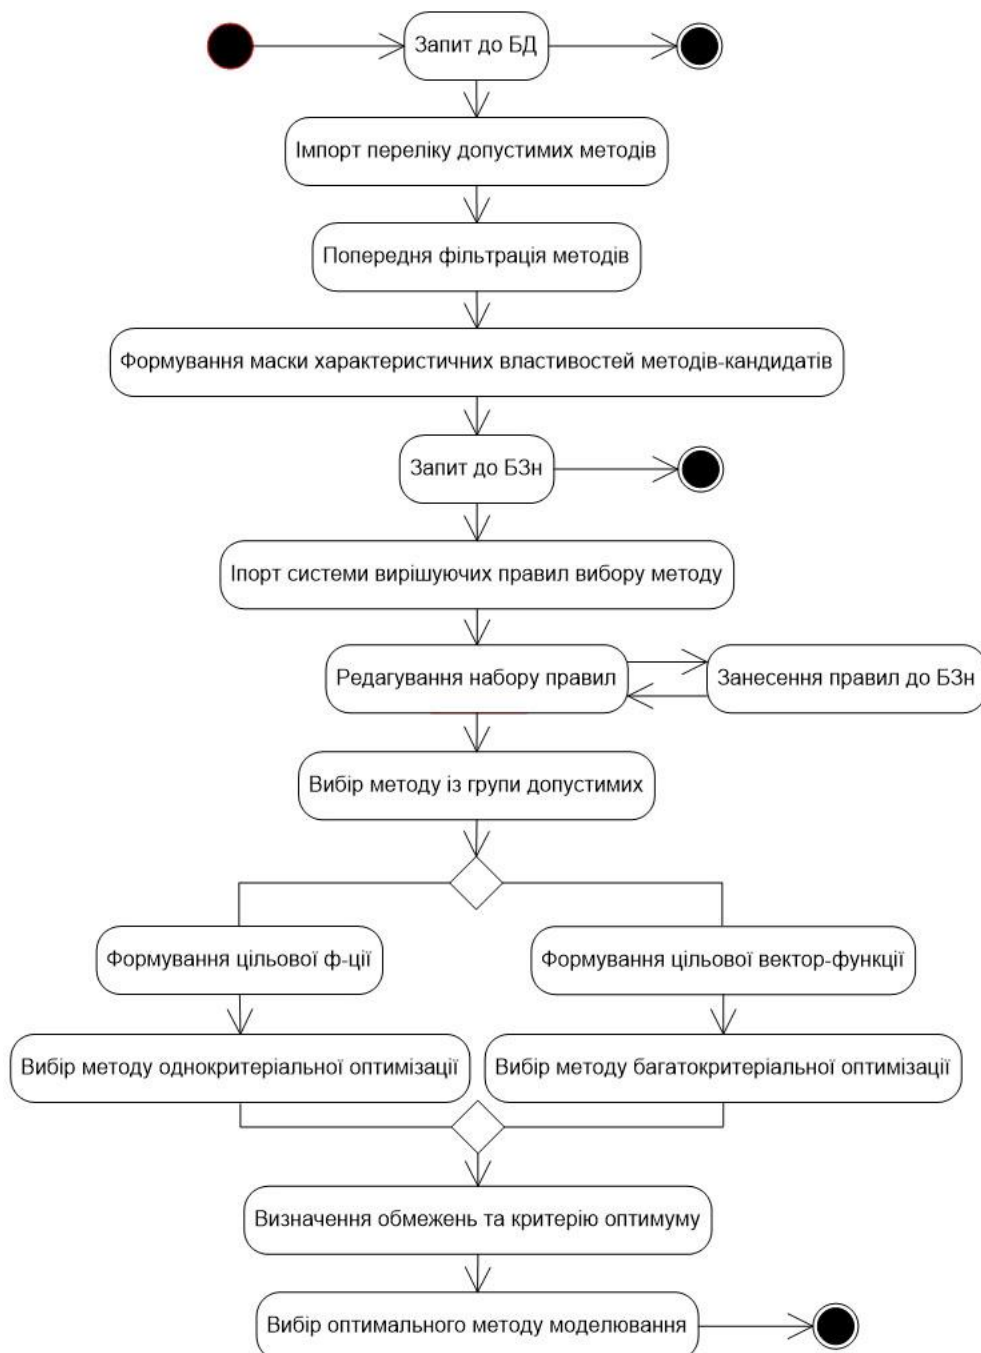 Запит до БД
Імпорт переліку допустимих методів
Попередня фільтрація методів
Формування маски характеристичних властивостей методів-кандидатів
Запит до БЗн
Іпорт системи вирішуючих правил вибору методу
Редагування набору правил
Занесення правил до БЗн
Вибір методу із групи допустимих
Формування цільової ф-ції
Формування цільової вектор-функції
Вибір методу однокритеріальної оптимізації
Вибір методу багатокритеріальної оптимізації
Визначення обмежень та критерію оптимуму
Вибір оптимального методу моделювання